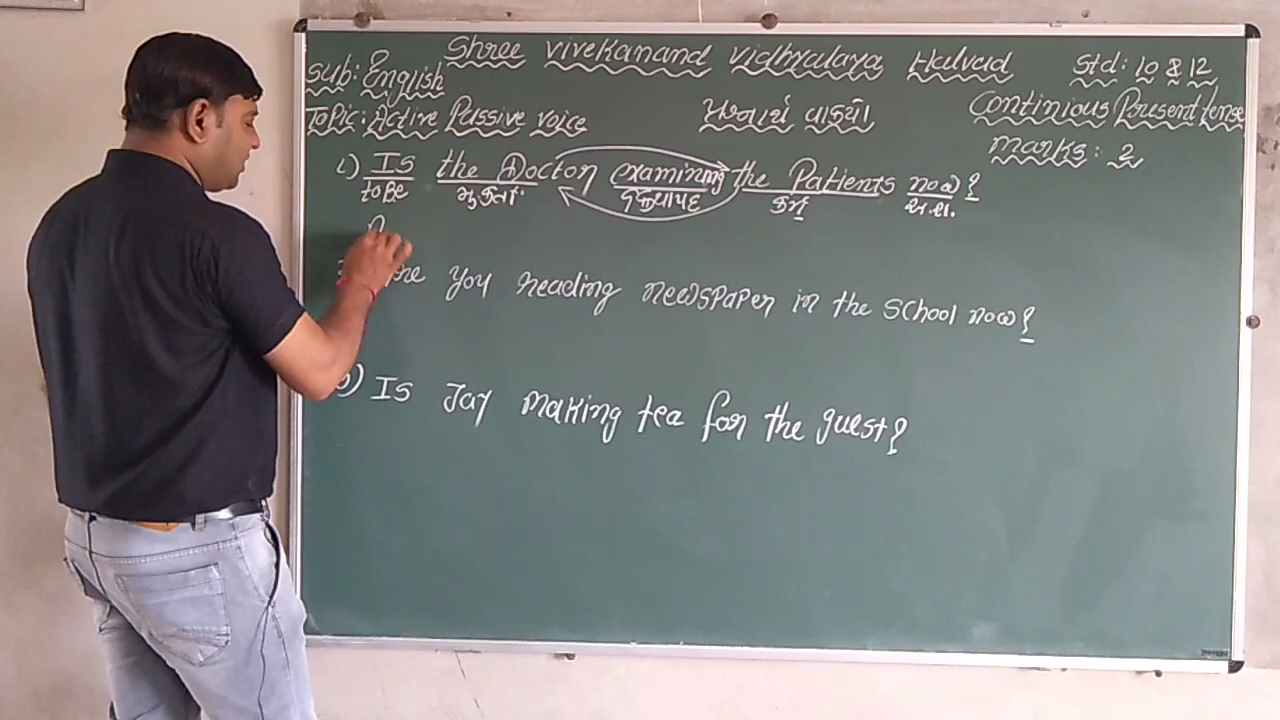 Shree Vivekanand Vidhyalaya Halvad
Sub: English
Std: 10 & 12
Topic: Active Passive voice
પ્રશ્નાર્થ વાક્યો
Continious Present tense
Marks: 2
1) Is the Doctor examining the Patients now?
to Be મુ.કર્તા ક્રિયાપદ કર્મ અ.શ.
A
Are you reading newspaper in the school now?
3) Is Jay making tea for the guest?